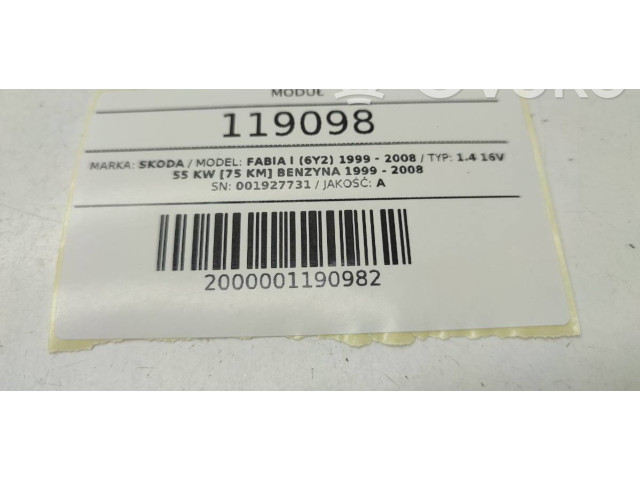 MODUŁ
119098
MARKA: SKODA / MODEL: FABIA I (6Y2) 1999 - 2008 / TYP: 1.4 16V
55 KW [75 KM] BENZYNA 1999 - 2008
SN: 001927731 / JAKOŚĆ: A
2000001190982